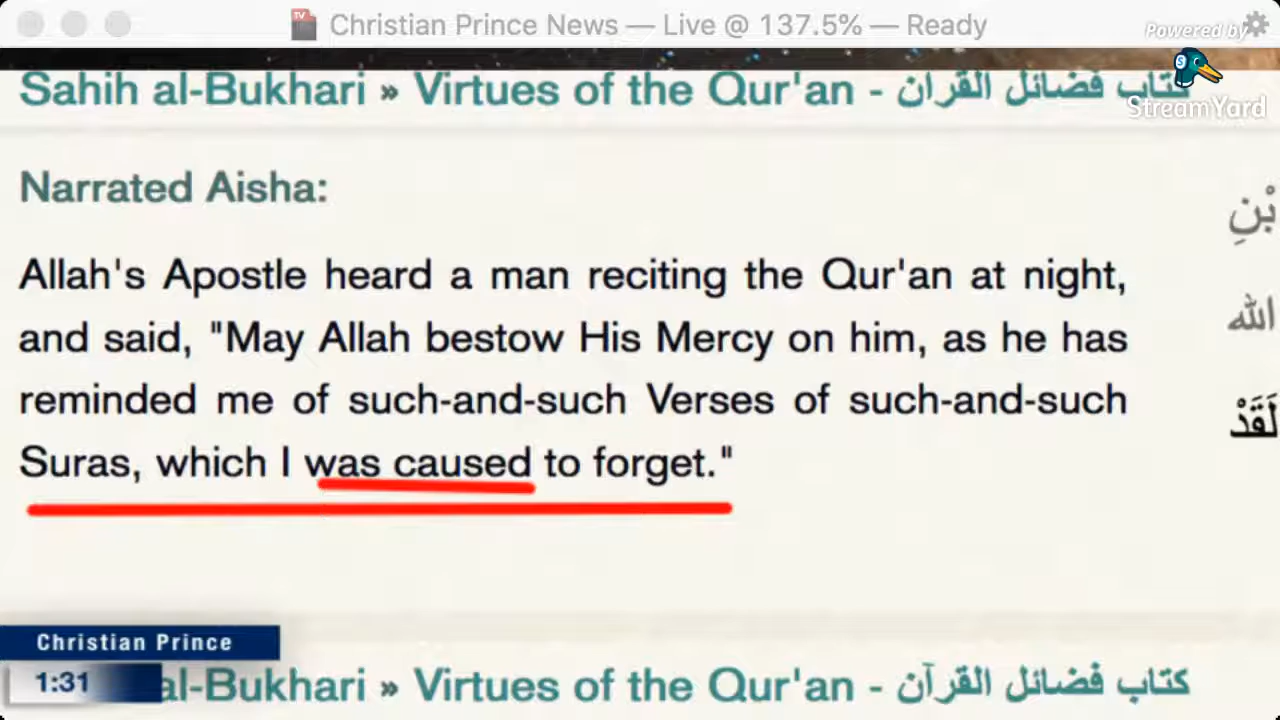 Christian Prince News — Live @ 137.5% — Ready
Powered by
StreamYard
Sahih al-Bukhari » Virtues of the Qur'an - كتاب فضائل القرآن
Narrated Aisha:
بْنِ
Allah's Apostle heard a man reciting the Qur'an at night,
and said, "May Allah bestow His Mercy on him, as he has
الله
reminded me of such-and-such Verses of such-and-such
لَقَدْ
Suras, which I was caused to forget."
Christian Prince
1:31
al-Bukhari » Virtues of the Qur'an - كتاب فضائل القرآن